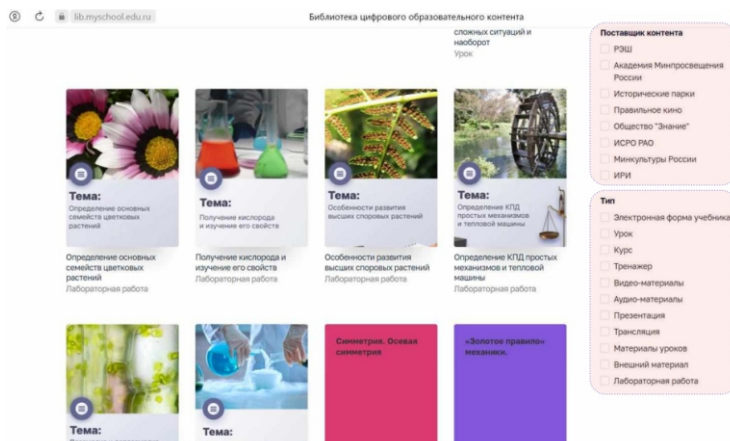 lib.myschool.edu.ru
Библиотека цифрового образовательного контента
сложных ситуаций и
наоборот
Урок
Тема:
Определение основных
семейств цветковых
растений
Определение основных
семейств цветковых
растений
Лабораторная работа
Тема:
Получение кислорода
и изучение его свойств
Получение кислорода и
изучение его свойств
Лабораторная работа
Тема:
Особенности развития
высших споровых растений
Особенности развития
высших споровых растений
Лабораторная работа
Тема:
Определение КПД
простых механизмов
и тепловой машины
Определение КПД простых
механизмов и тепловой
машины
Лабораторная работа
Тема:
Тема:
Симметрия. Осевая
симметрия
«Золотое правило»
механики.
Поставщик контента
РЭШ
Академия Минпросвещения
России
Исторические парки
Правильное кино
Общество "Знание"
ИСРО РАО
Минкультуры России
ИРИ
Тип
Электронная форма учебника
Урок
Курс
Тренажер
Видео-материалы
Аудио-материалы
Презентация
Трансляция
Материалы уроков
Внешний материал
Лабораторная работа